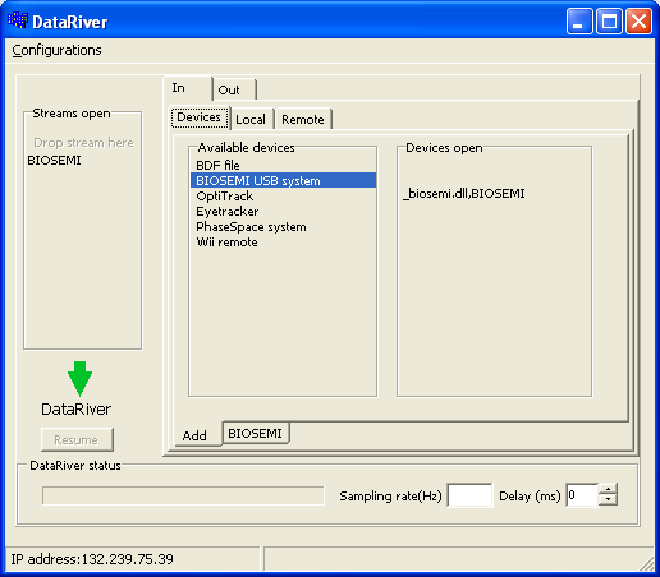 DataRiver
Configurations
In
Out
Streams open
Drop stream here
BIOSEMI
Devices
Local
Remote
Available devices
BDF file
BIOSEMI USB system
OptiTrack
Eyetracker
PhaseSpace system
Wii remote
Devices open
_biosemi.dll,BIOSEMI
DataRiver
Resume
Add
BIOSEMI
DataRiver status
Sampling rate(Hz)
Delay (ms)
0
IP address:132.239.75.39